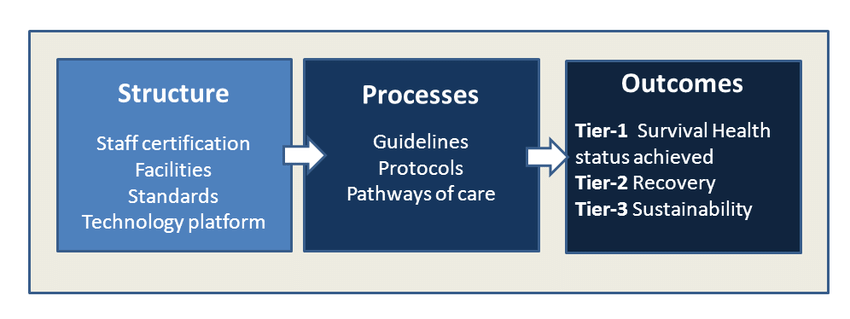 Structure
Staff certification
Facilities
Standards
Technology platform
Processes
Guidelines
Protocols
Pathways of care
Outcomes
Tier-1 Survival Health
status achieved
Tier-2 Recovery
Tier-3 Sustainability